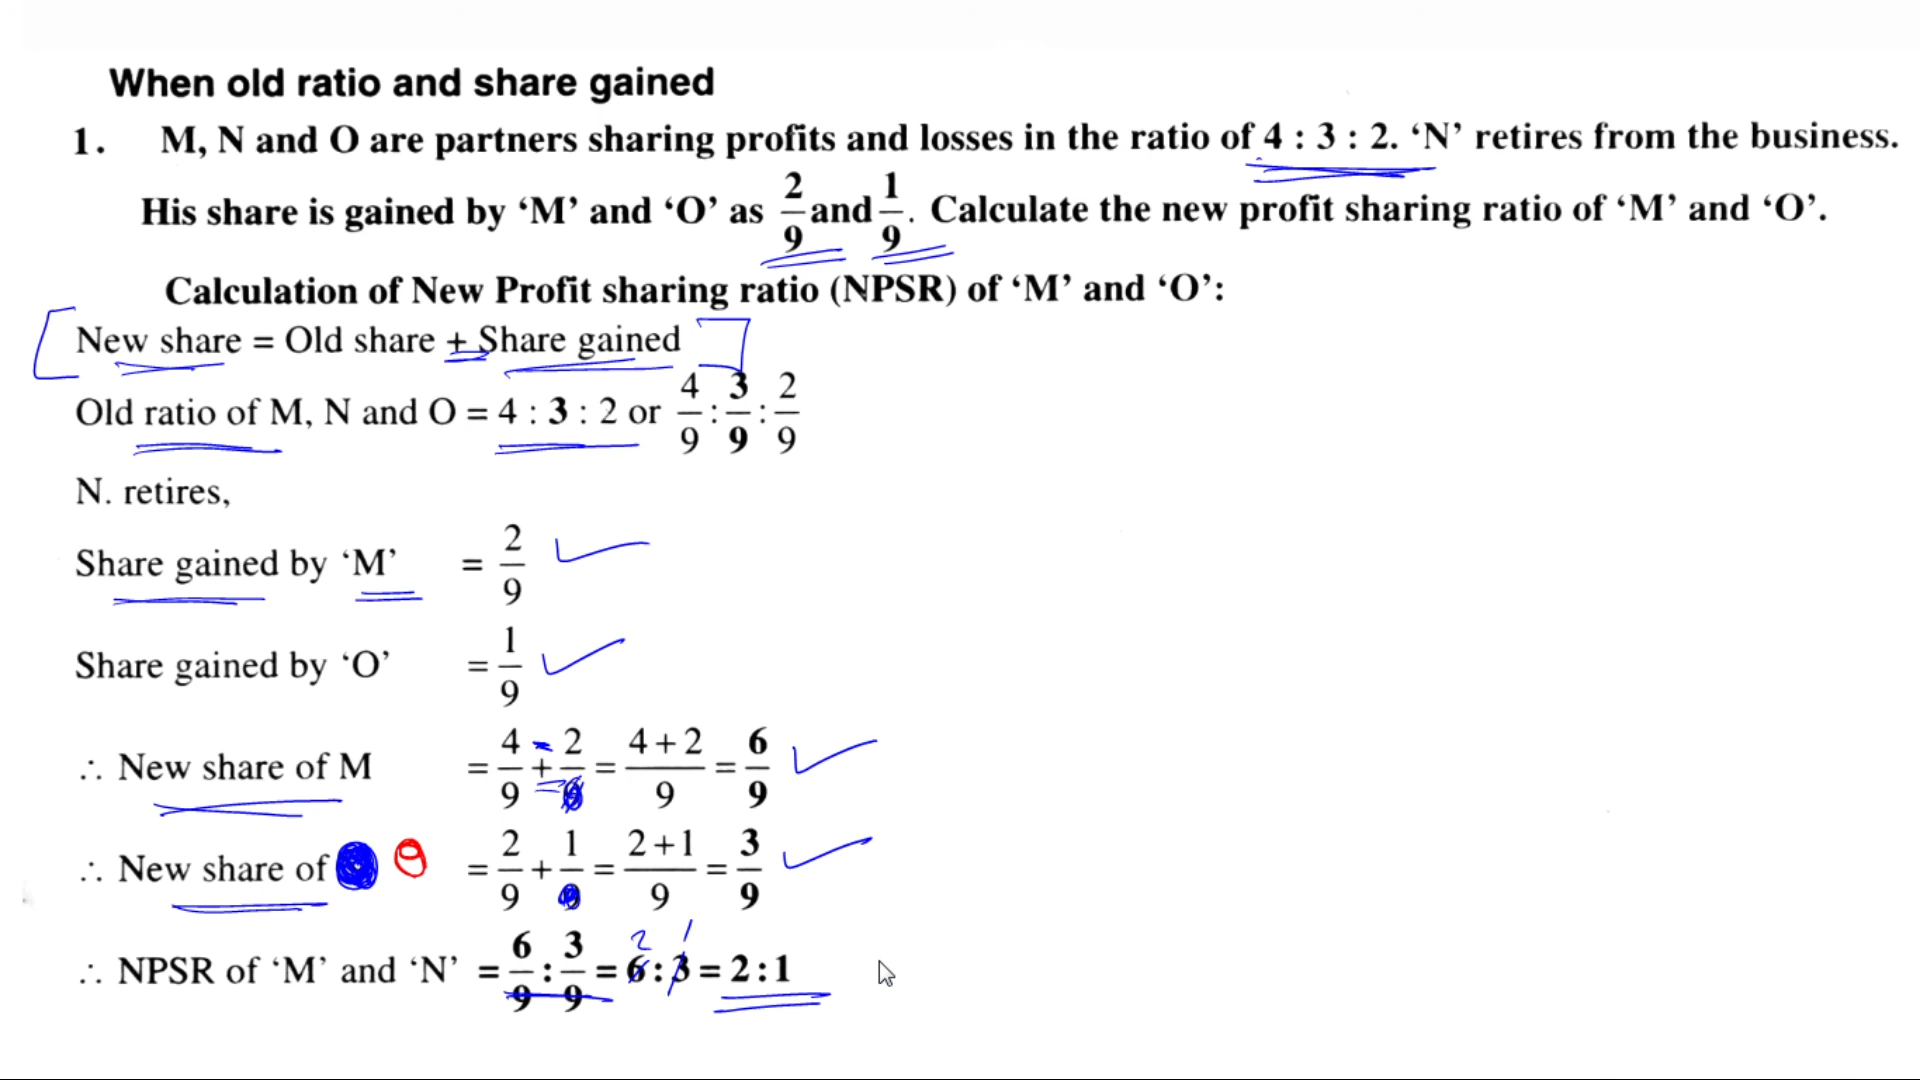 When old ratio and share gained
1. M, N and O are partners sharing profits and losses in the ratio of 4 : 3 : 2. ‘N’ retires from the business.
His share is gained by ‘M’ and ‘O’ as 2/9 and 1/9. Calculate the new profit sharing ratio of ‘M’ and ‘O’.
Calculation of New Profit sharing ratio (NPSR) of ‘M’ and ‘O’:
New share = Old share + Share gained
Old ratio of M, N and O = 4 : 3 : 2 or 4/9 : 3/9 : 2/9
N. retires,
Share gained by ‘M’ = 2/9
Share gained by ‘O’ = 1/9
∴ New share of M = 4/9 + 2/9 = 4+2/9 = 6/9
∴ New share of O = 2/9 + 1/9 = 2+1/9 = 3/9
2 1
∴ NPSR of ‘M’ and ‘N’ = 6/9 : 3/9 = 6 : 3 = 2 : 1